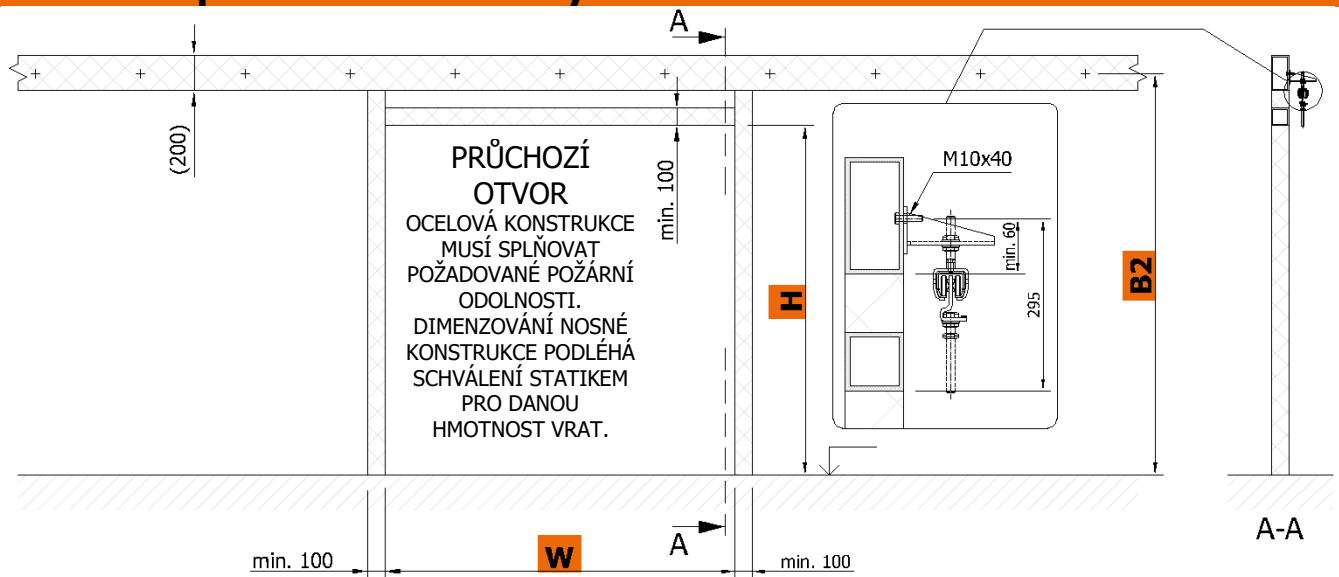 A
(200)
PRŮCHOZÍ
OTVOR
OCELOVÁ KONSTRUKCE
MUSÍ SPLŇOVAT
POŽADOVANÉ POŽÁRNÍ
ODOLNOSTI.
DIMENZOVÁNÍ NOSNÉ
KONSTRUKCE PODLÉHÁ
SCHVÁLENÍ STATIKEM
PRO DANOU
HMOTNOST VRAT.
min. 100
H
M10x40
min. 60
295
B2
A-A
min. 100
W
A
min. 100